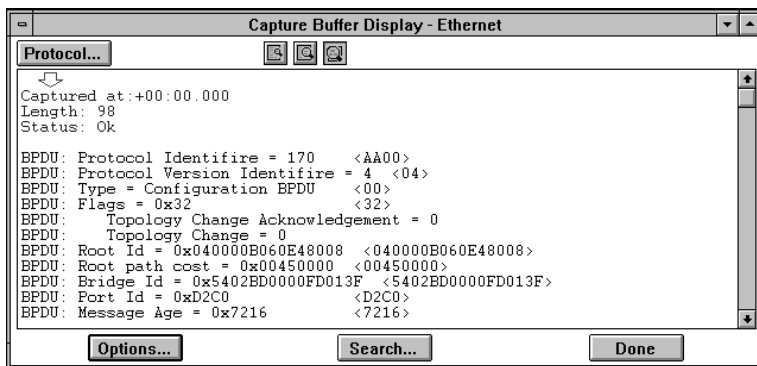 Capture Buffer Display - Ethernet
Protocol...
Captured at:+00:00.000
Length: 98
Status: Ok
BPDU: Protocol Identifire = 170 <AA00>
BPDU: Protocol Version Identifire = 4 <04>
BPDU: Type = Configuration BPDU <00>
BPDU: Flags = 0x32 <32>
BPDU: Topology Change Acknowledgement = 0
BPDU: Topology Change = 0
BPDU: Root Id = 0x040000B060E48008 <040000B060E48008>
BPDU: Root path cost = 0x00450000 <00450000>
BPDU: Bridge Id = 0x5402BD0000FD013F <5402BD0000FD013F>
BPDU: Port Id = 0xD2C0 <D2C0>
BPDU: Message Age = 0x7216 <7216>
Options... Search... Done